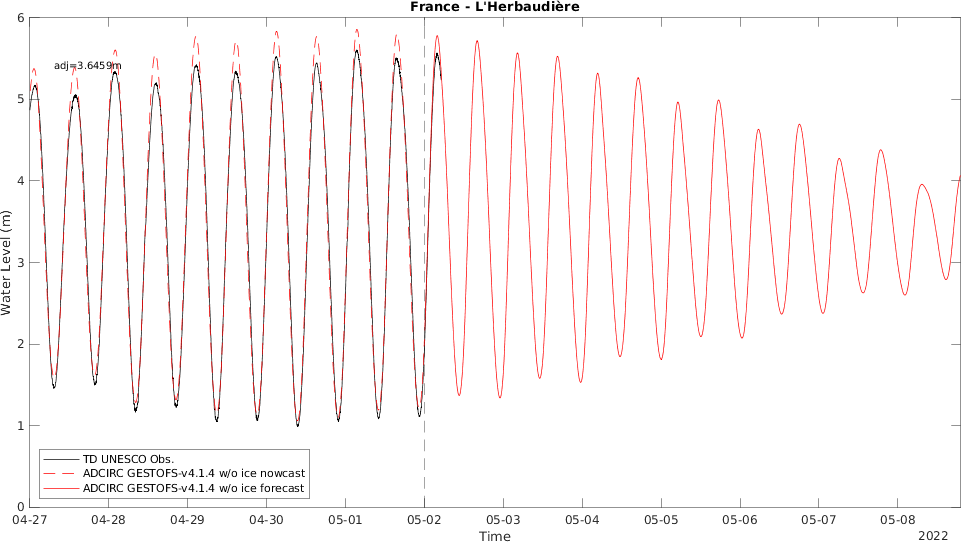 France - L'Herbaudière
6
adj=3.6459m
5
4
3
2
1
0
Water Level (m)
TD UNESCO Obs.
ADCIRC GESTOFS-v4.1.4 w/o ice nowcast
ADCIRC GESTOFS-v4.1.4 w/o ice forecast
04-27 04-28 04-29 04-30 05-01 05-02 05-03 05-04 05-05 05-06 05-07 05-08
Time
2022